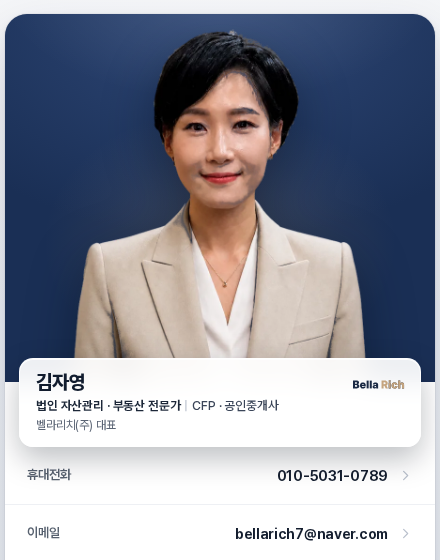 김자영
Bella Rich
법인 자산관리 · 부동산 전문가 | CFP · 공인중개사
벨라리치(주) 대표
휴대전화
010-5031-0789
이메일
bellarich7@naver.com